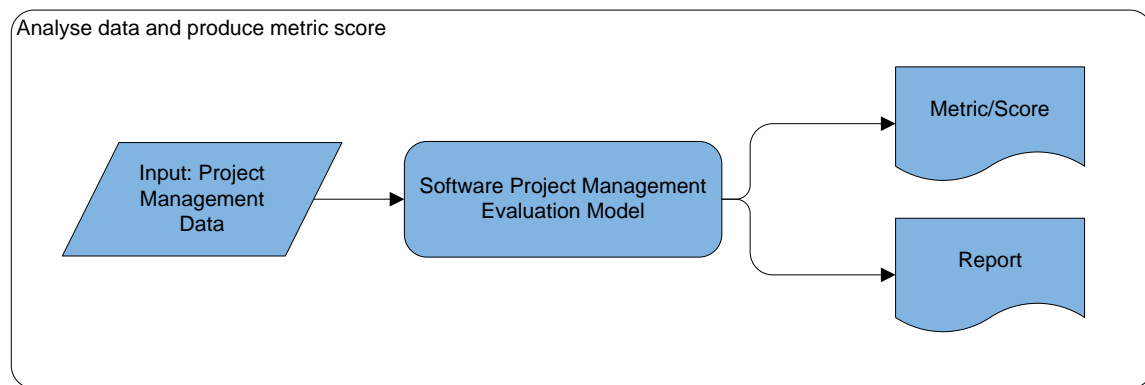 Analyse data and produce metric score
Input: Project
Management
Data
Software Project Management
Evaluation Model
Metric/Score
Report